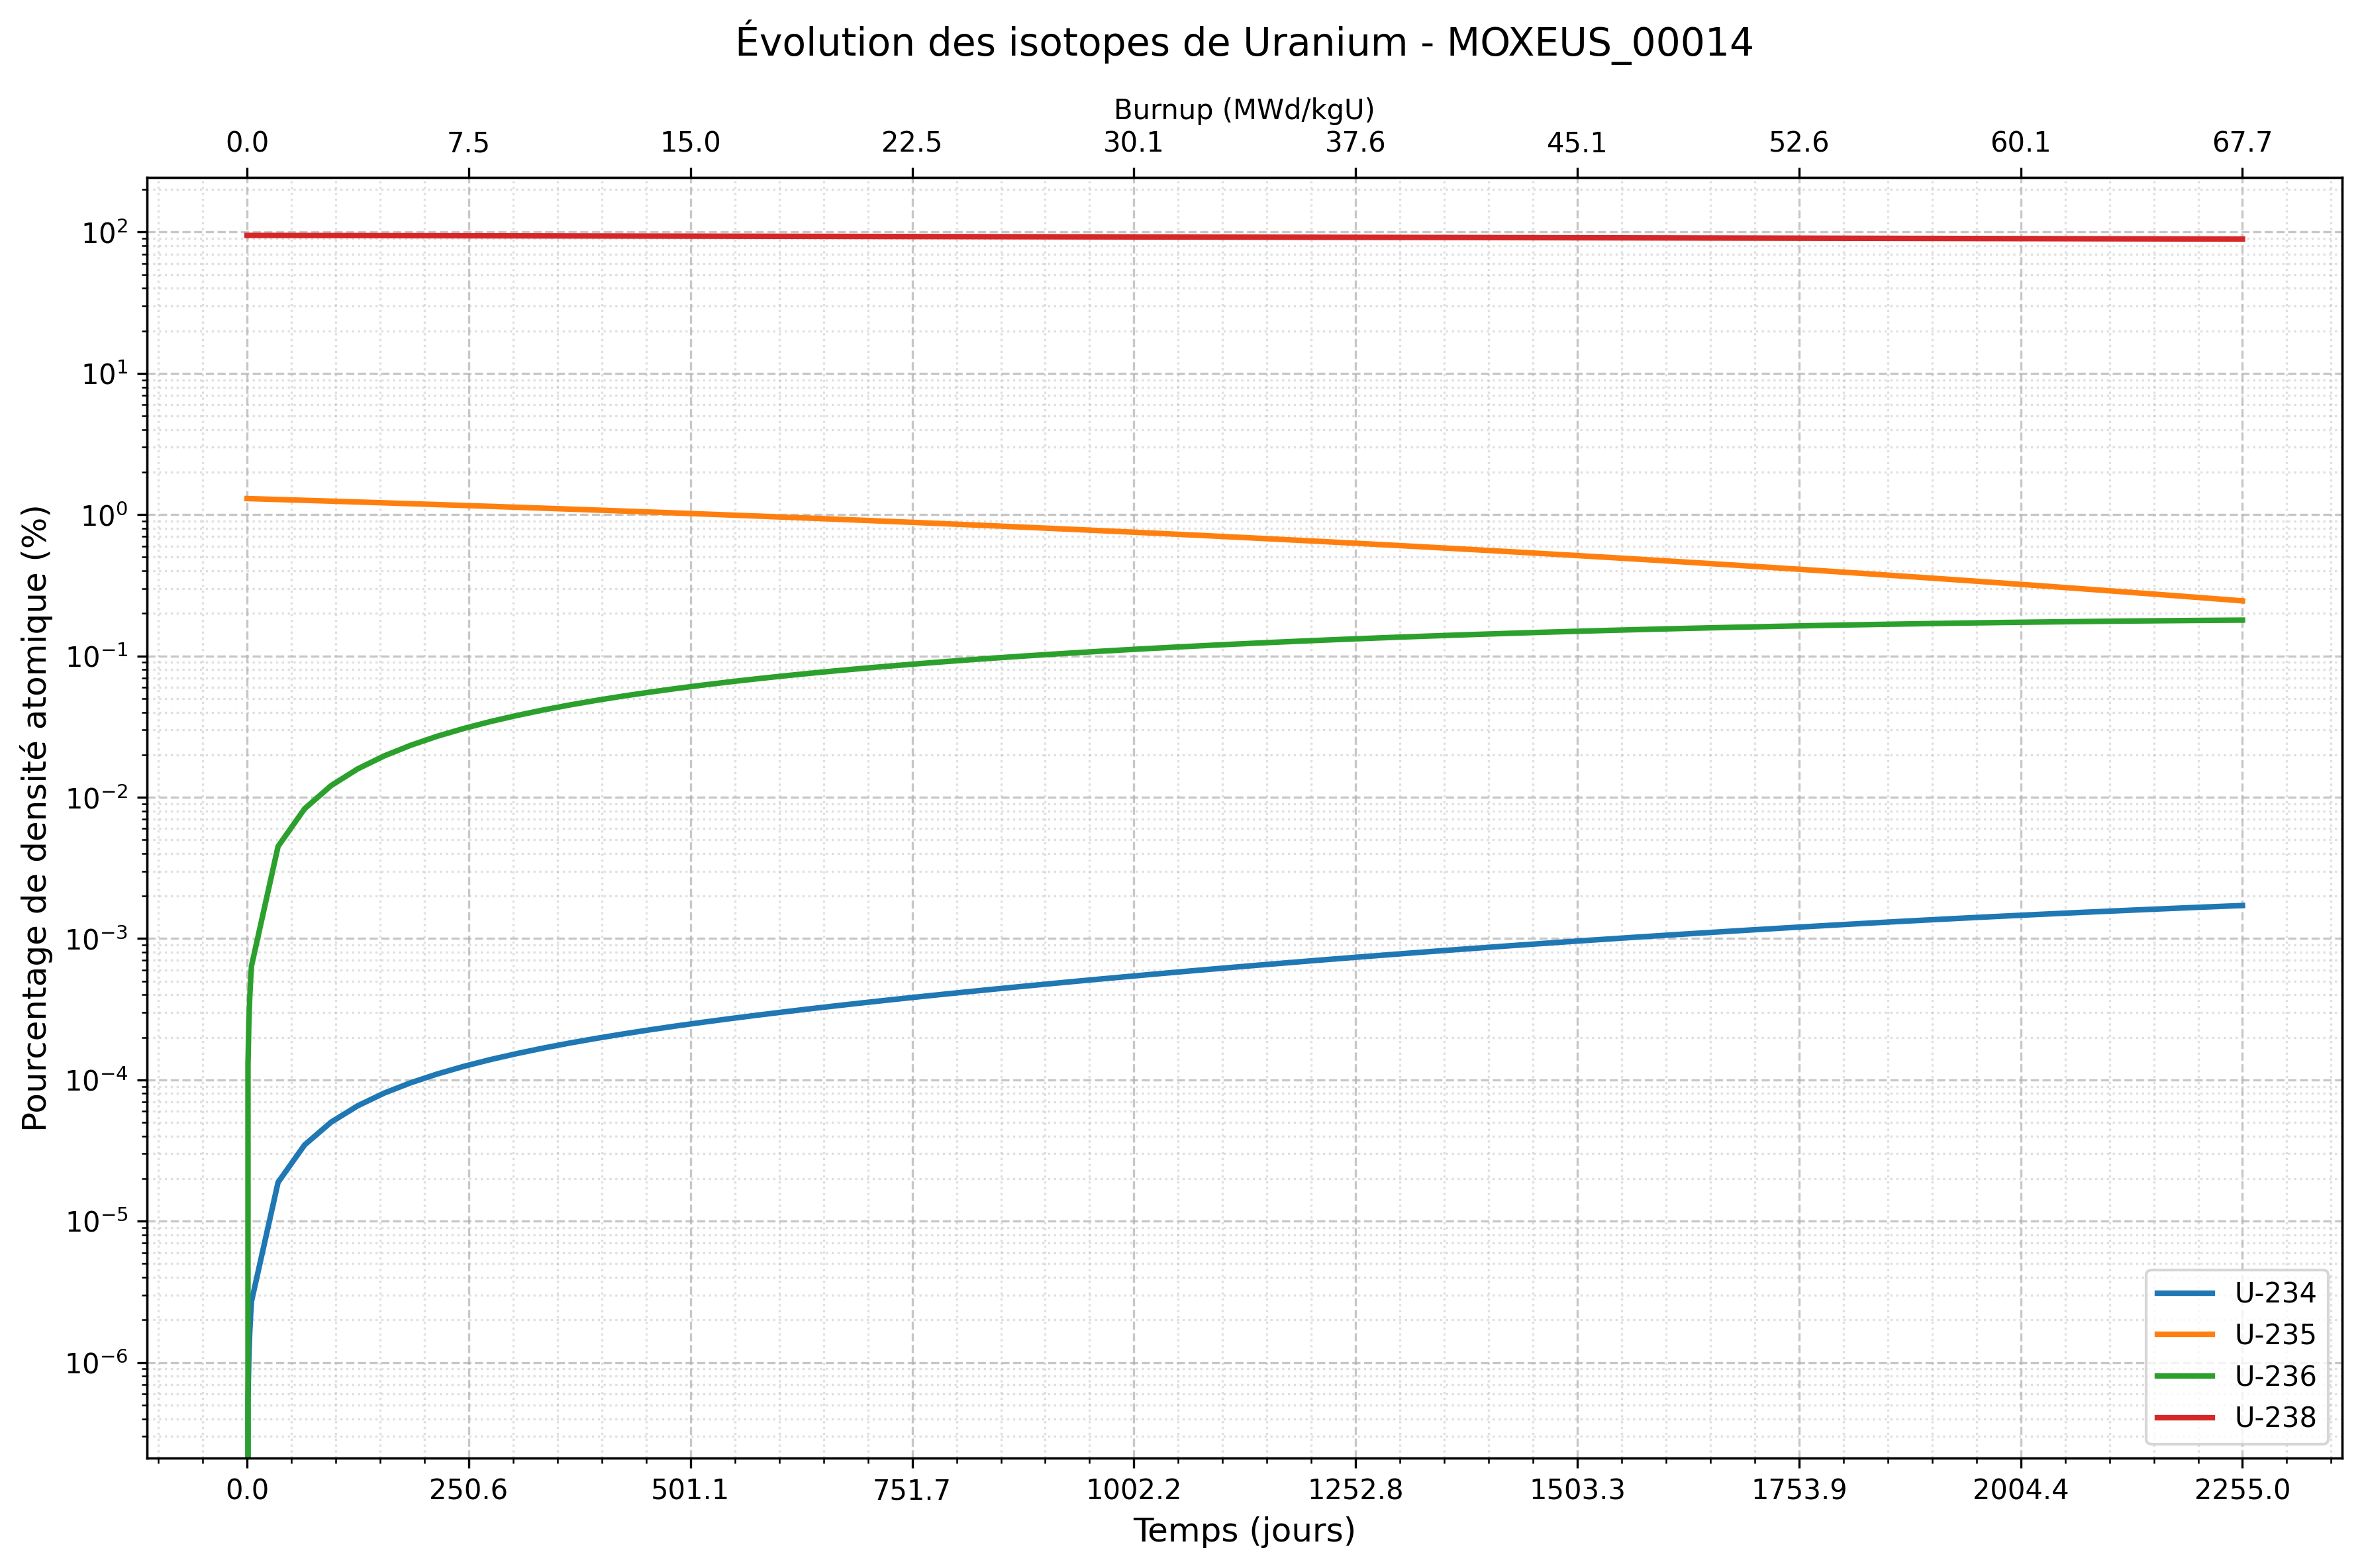 Évolution des isotopes de Uranium - MOXEUS_00014
Burnup (MWd/kgU)
0.0 7.5 15.0 22.5 30.1 37.6 45.1 52.6 60.1 67.7
Pourcentage de densité atomique (%)
10²
10¹
10⁰
10⁻¹
10⁻²
10⁻³
10⁻⁴
10⁻⁵
10⁻⁶
U-234
U-235
U-236
U-238
0.0 250.6 501.1 751.7 1002.2 1252.8 1503.3 1753.9 2004.4 2255.0
Temps (jours)